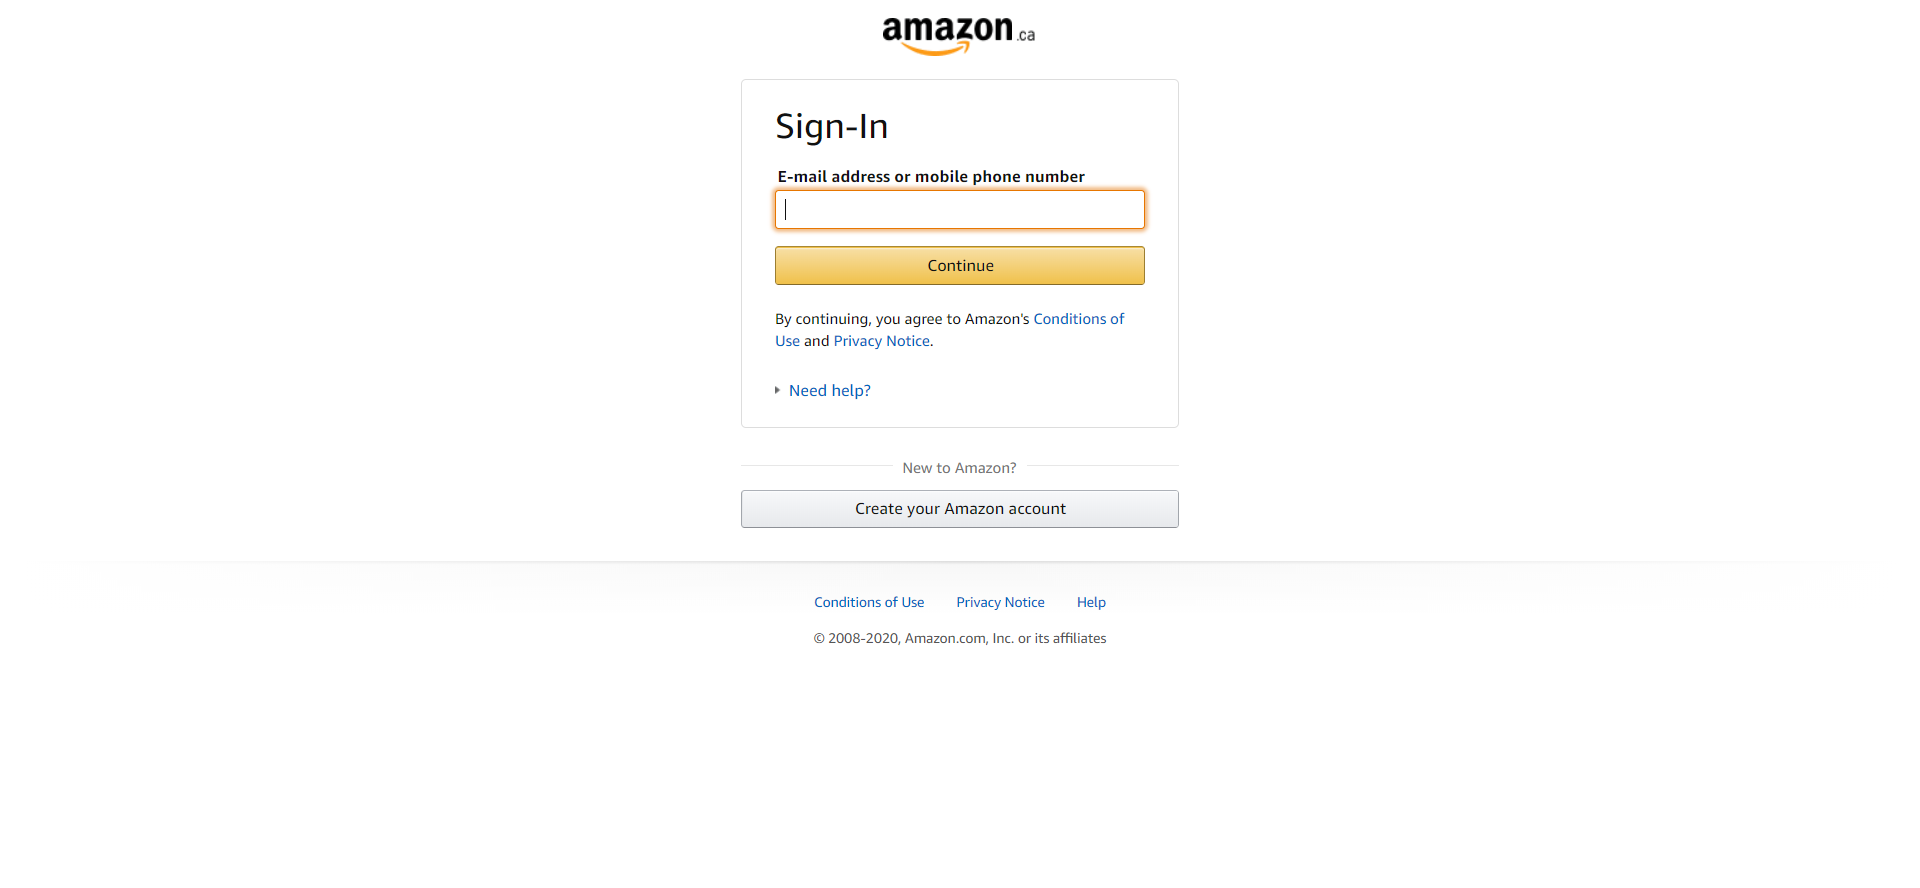 amazon.ca
Sign-In
E-mail address or mobile phone number
Continue
By continuing, you agree to Amazon's Conditions of
Use and Privacy Notice.
Need help?
New to Amazon?
Create your Amazon account
Conditions of Use Privacy Notice Help
© 2008-2020, Amazon.com, Inc. or its affiliates